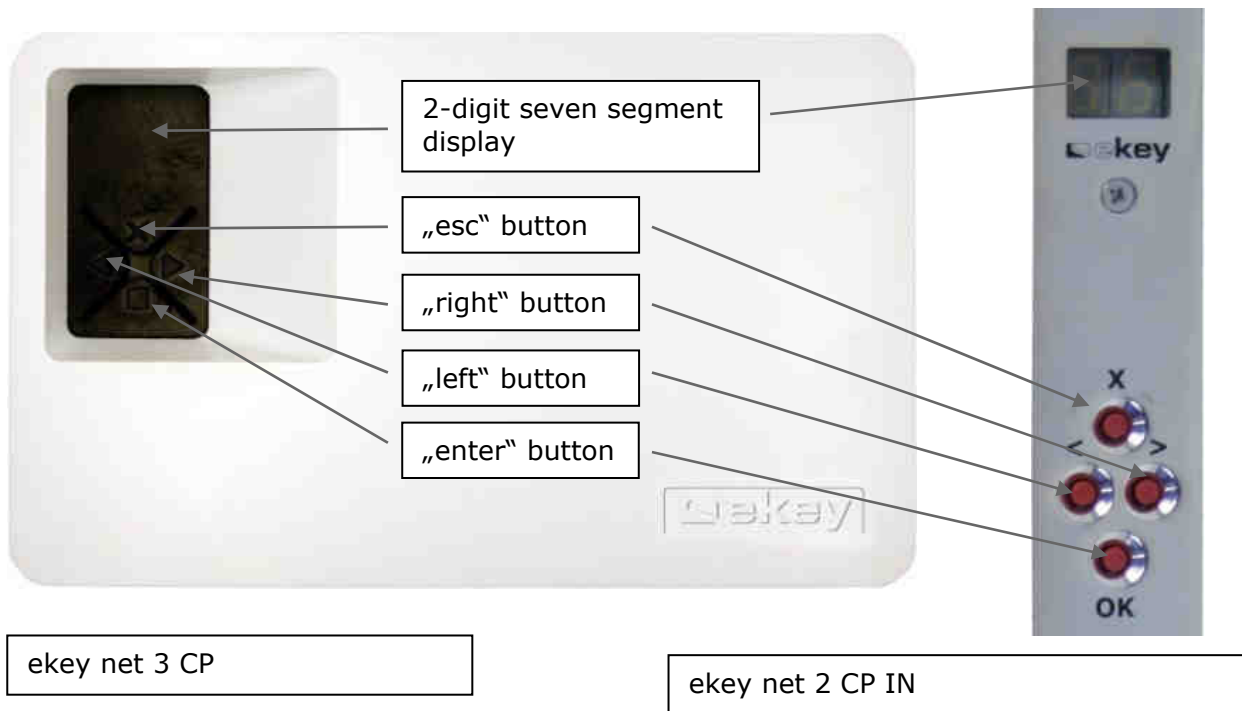 2-digit seven segment
display
ekey
„esc“ button
„right“ button
„left“ button
„enter“ button
X
< >
OK
ekey
ekey net 3 CP
ekey net 2 CP IN